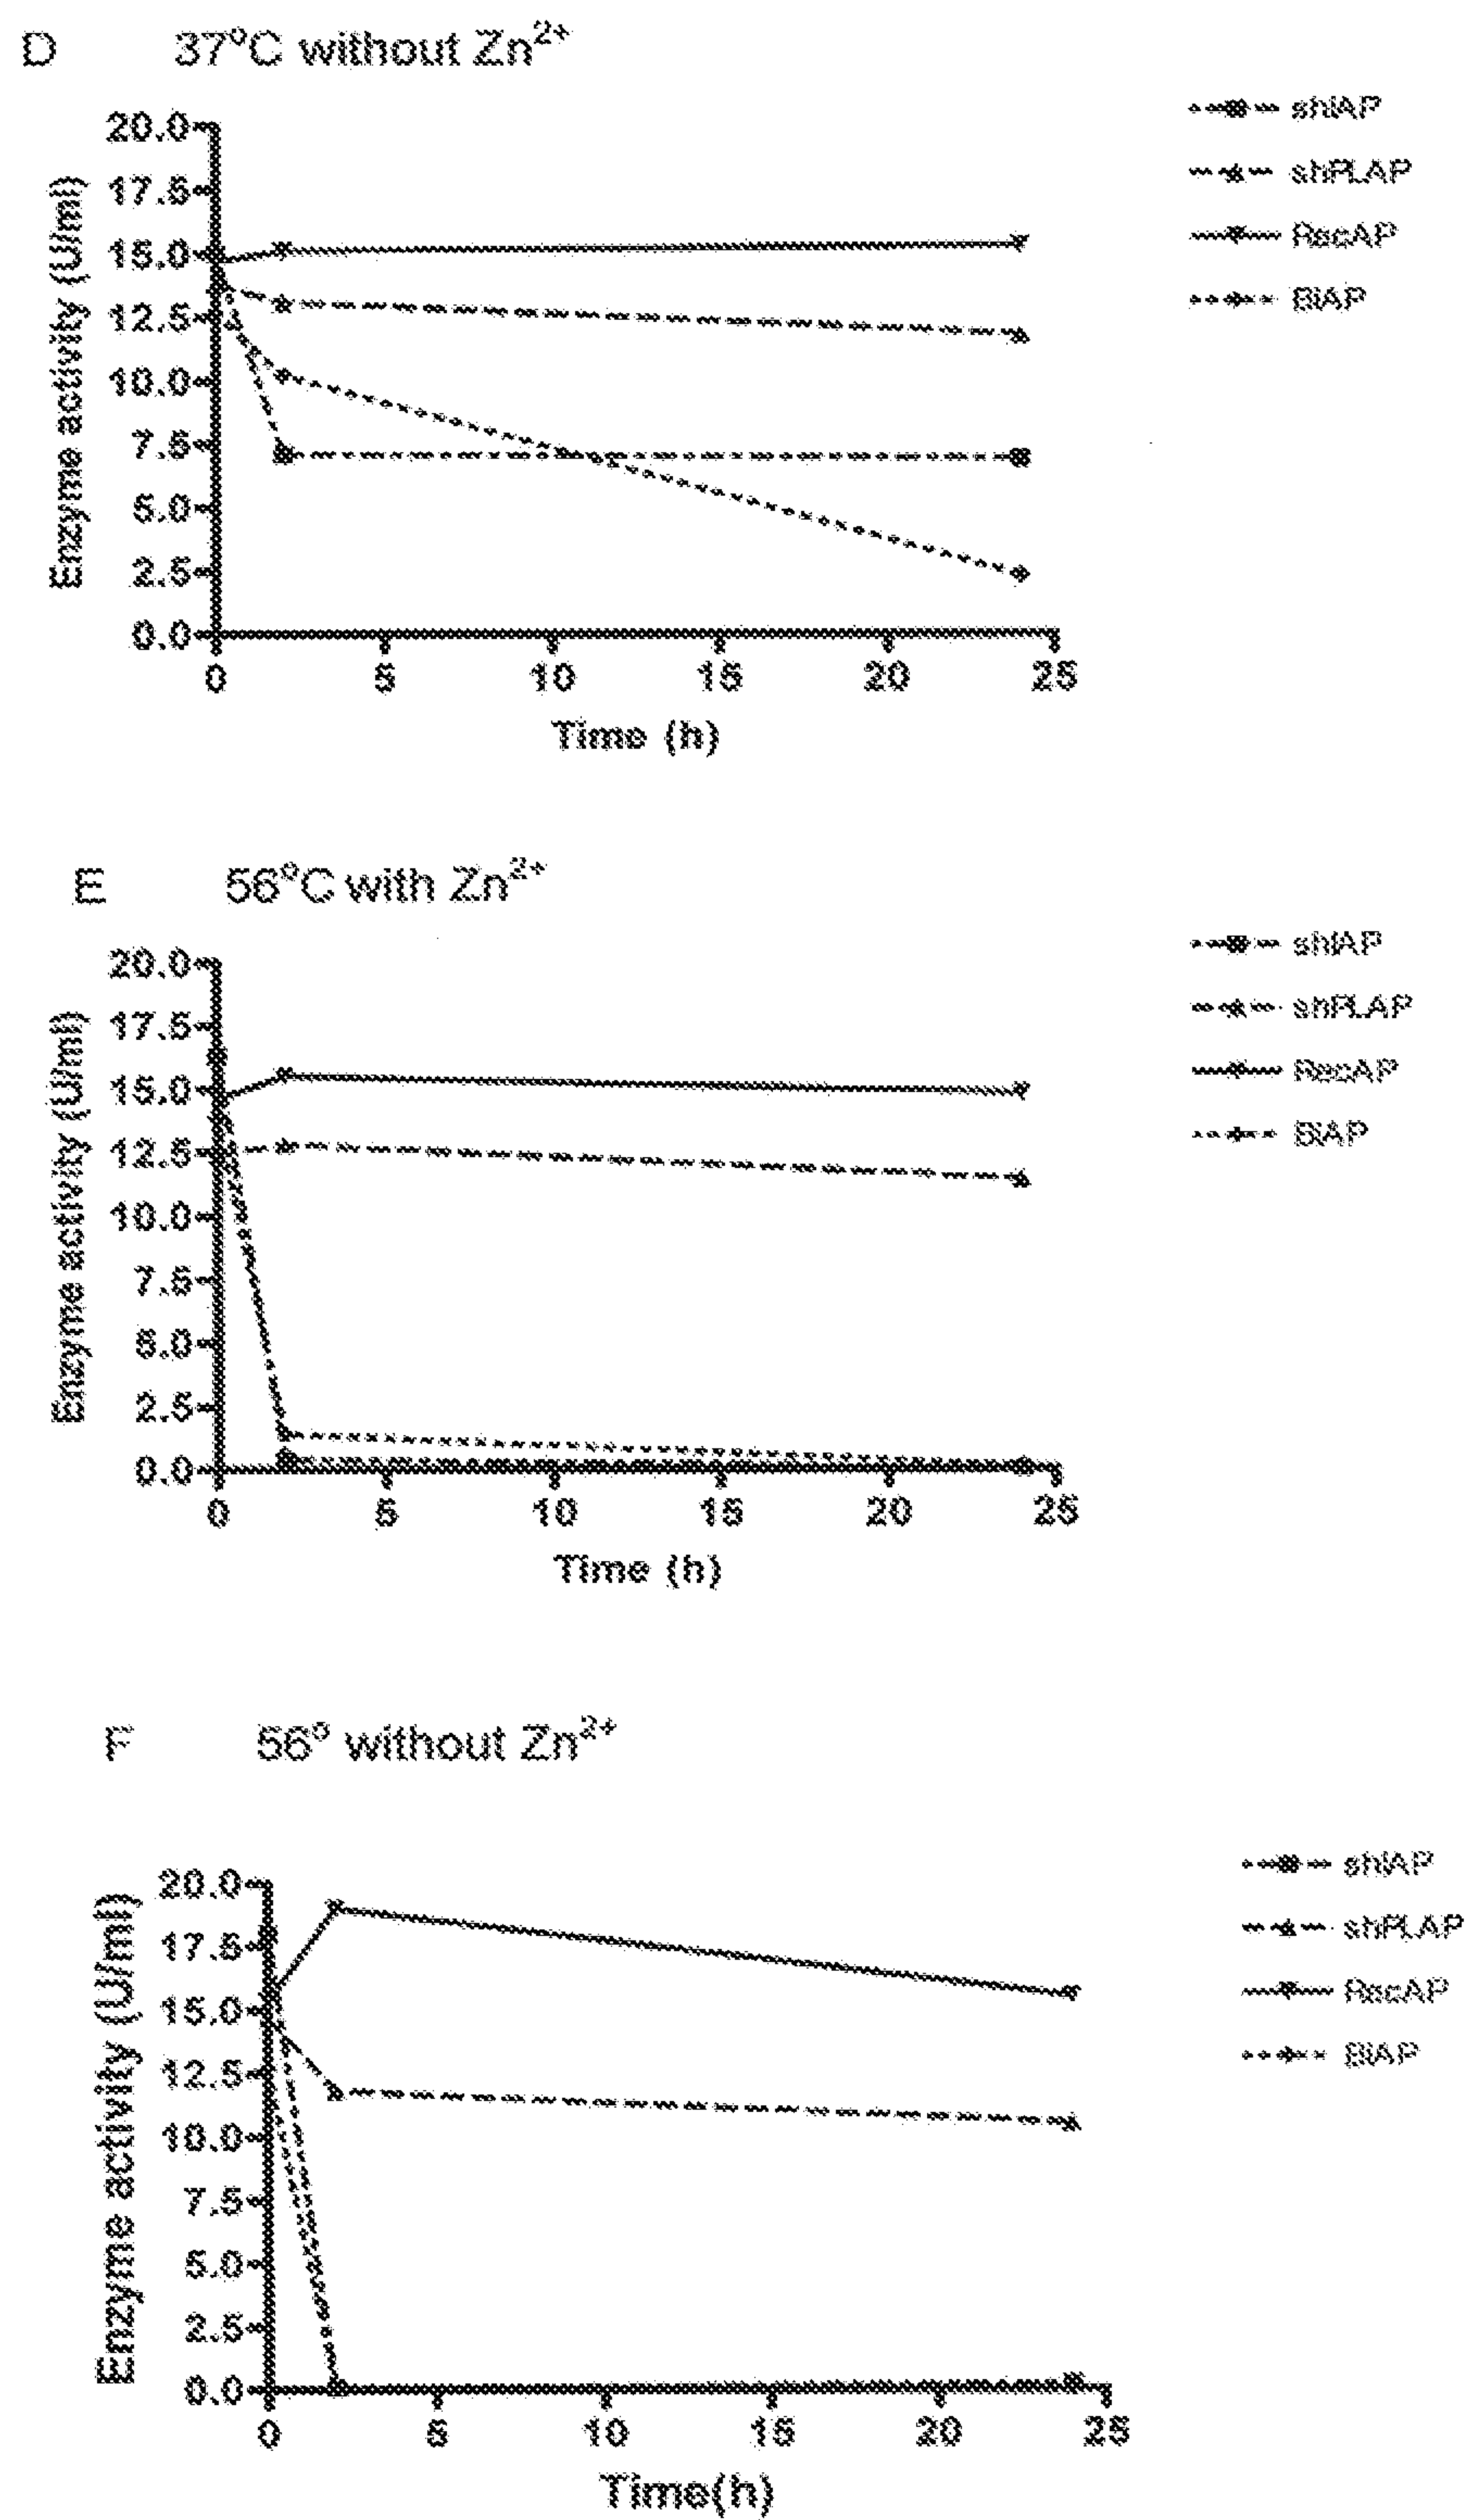 D 37°C without Zn2+
shIAP
shPLAP
RecAP
BIAP
Enzyme activity (U/ml)
20.0
17.5
15.0
12.5
10.0
7.5
5.0
2.5
0.0
0 5 10 15 20 25
Time (h)
E 56°C with Zn2+
shIAP
shPLAP
RecAP
BIAP
Enzyme activity (U/ml)
20.0
17.5
15.0
12.5
10.0
7.5
5.0
2.5
0.0
0 5 10 15 20 25
Time (h)
F 56° without Zn2+
shIAP
shPLAP
RecAP
BIAP
Enzyme activity (U/ml)
20.0
17.5
15.0
12.5
10.0
7.5
5.0
2.5
0.0
0 5 10 15 20 25
Time(h)